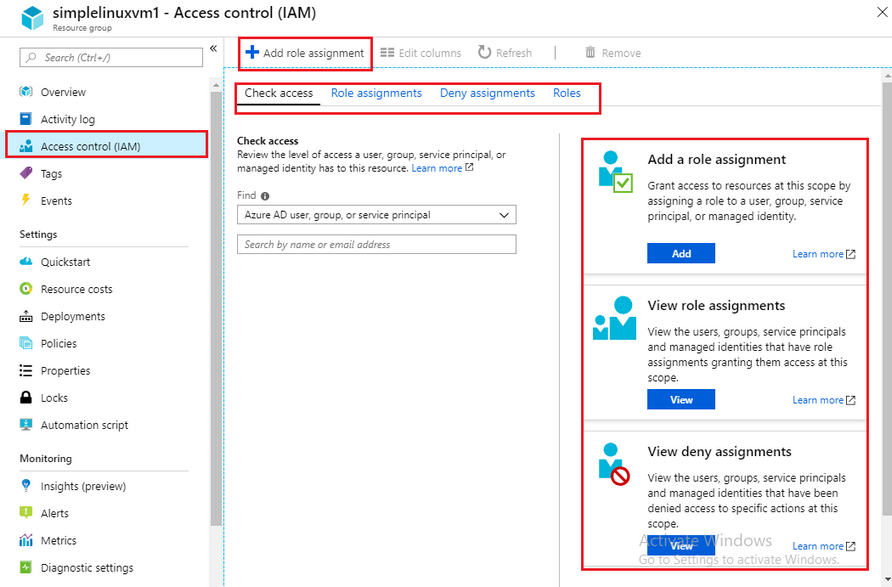 simplelinuxvm1 - Access control (IAM)
Resource group
Search (Ctrl+/)
Overview
Activity log
Access control (IAM)
Tags
Events
Settings
Quickstart
Resource costs
Deployments
Policies
Properties
Locks
Automation script
Monitoring
Insights (preview)
Alerts
Metrics
Diagnostic settings
Add role assignment Edit columns Refresh Remove
Check access Role assignments Deny assignments Roles
Check access
Review the level of access a user, group, service principal, or
managed identity has to this resource. Learn more
Find
Azure AD user, group, or service principal
Search by name or email address
Add a role assignment
Grant access to resources at this scope by
assigning a role to a user, group, service
principal, or managed identity.
Add Learn more
View role assignments
View the users, groups, service principals
and managed identities that have role
assignments granting them access at this
scope.
View Learn more
View deny assignments
View the users, groups, service principals
and managed identities that have been
denied access to specific actions at this
scope.
View Learn more
Activate Windows
Go to Settings to activate Windows.